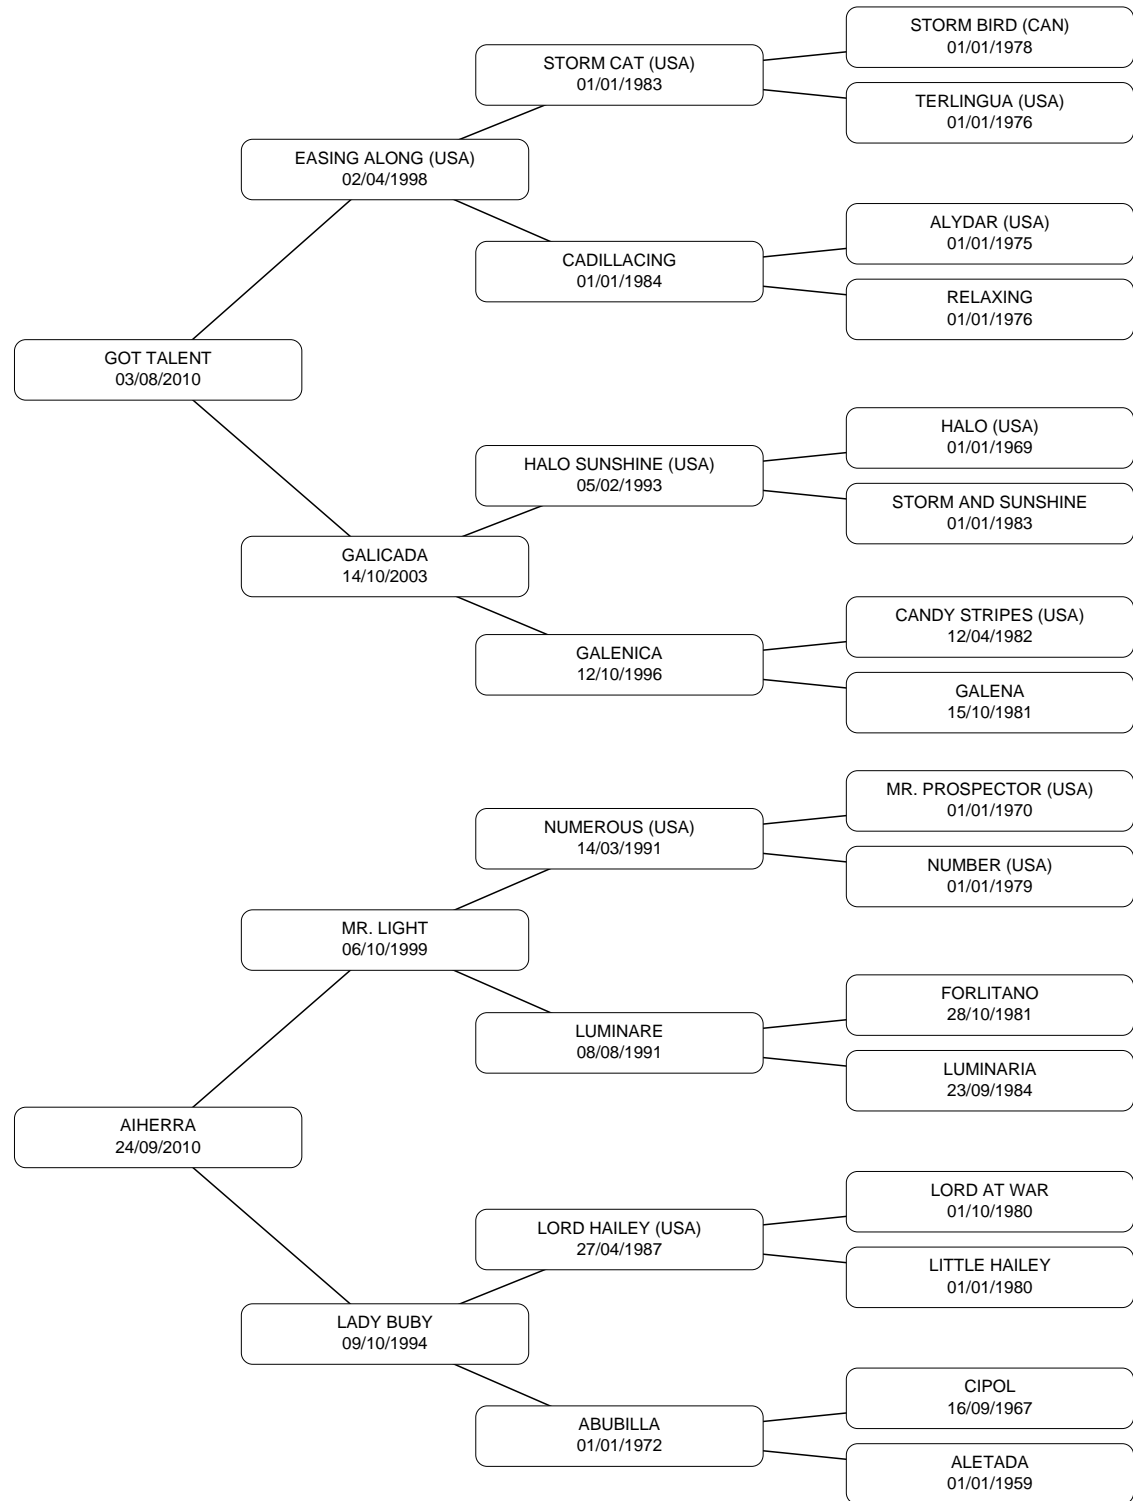 STORM BIRD (CAN)
01/01/1978
STORM CAT (USA)
01/01/1983
TERLINGUA (USA)
01/01/1976
EASING ALONG (USA)
02/04/1998
ALYDAR (USA)
01/01/1975
CADILLACING
01/01/1984
RELAXING
01/01/1976
GOT TALENT
03/08/2010
HALO (USA)
01/01/1969
HALO SUNSHINE (USA)
05/02/1993
STORM AND SUNSHINE
01/01/1983
GALICADA
14/10/2003
CANDY STRIPES (USA)
12/04/1982
GALENICA
12/10/1996
GALENA
15/10/1981
MR. PROSPECTOR (USA)
01/01/1970
NUMEROUS (USA)
14/03/1991
NUMBER (USA)
01/01/1979
MR. LIGHT
06/10/1999
FORLITANO
28/10/1981
LUMINARE
08/08/1991
LUMINARIA
23/09/1984
AIHERRA
24/09/2010
LORD AT WAR
01/10/1980
LORD HAILEY (USA)
27/04/1987
LITTLE HAILEY
01/01/1980
LADY BUBY
09/10/1994
CIPOL
16/09/1967
ABUBILLA
01/01/1972
ALETADA
01/01/1959